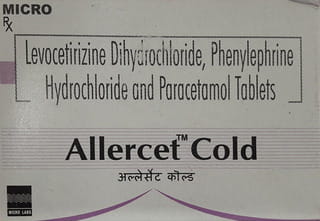 MICRO
Rx
Levocetirizine Dihydrochloride, Phenylephrine
Hydrochloride and Paracetamol Tablets
Allercet™ Cold
अल्लेर्सेट कॉल्ड
MICRO LABS